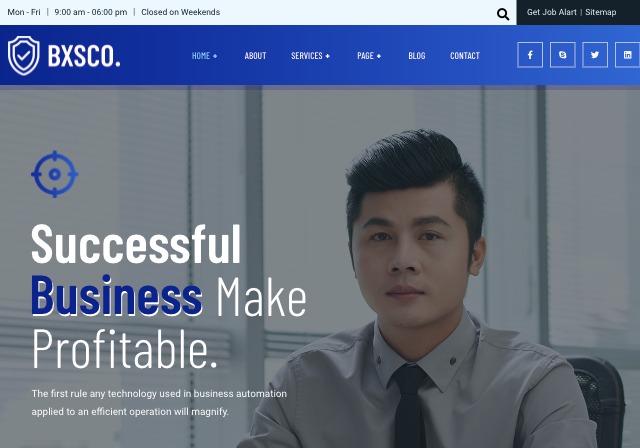 Mon - Fri | 9:00 am - 06:00 pm | Closed on Weekends
Get Job Alart | Sitemap
BXSCO.
HOME + ABOUT SERVICES + PAGE + BLOG CONTACT
Successful
Business Make
Profitable.
The first rule any technology used in business automation
applied to an efficient operation will magnify.